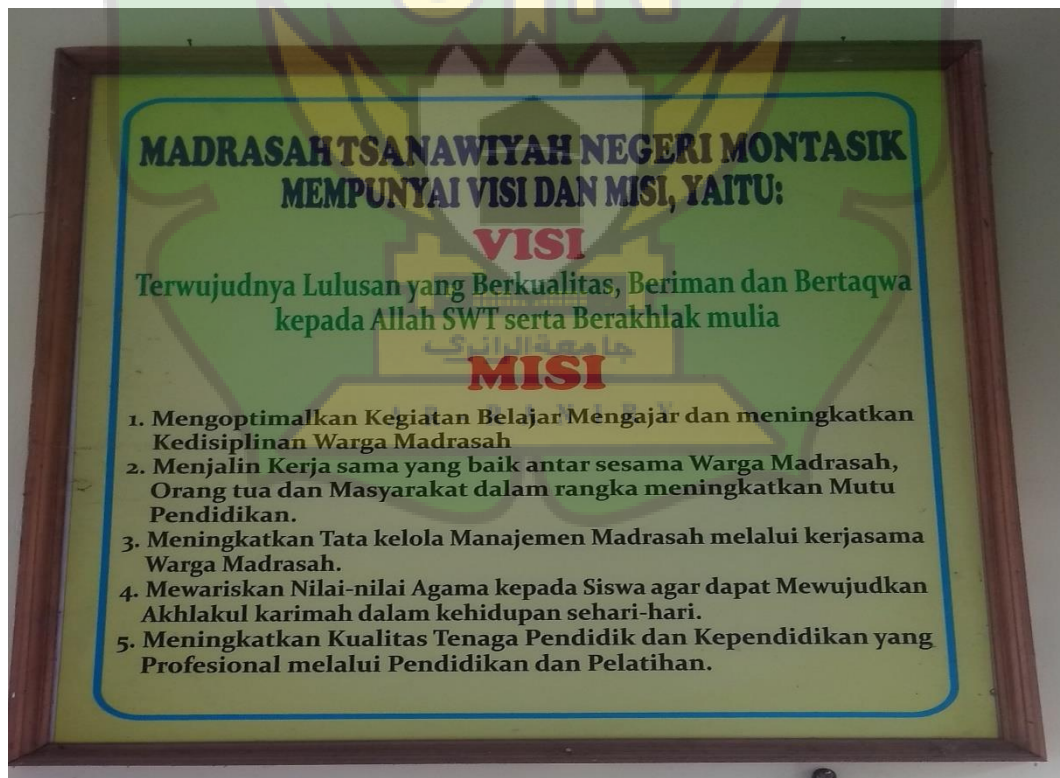 MADRASAH TSANAWIYAH NEGERI MONTASIK
MEMPUNYAI VISI DAN MISI, YAITU:
VISI
Terwujudnya Lulusan yang Berkualitas, Beriman dan Bertaqwa
kepada Allah SWT serta Berakhlak mulia
جامعة الرانري
MISI
AR-RANIRY
1. Mengoptimalkan Kegiatan Belajar Mengajar dan meningkatkan
Kedisiplinan Warga Madrasah
2. Menjalin Kerja sama yang baik antar sesama Warga Madrasah,
Orang tua dan Masyarakat dalam rangka meningkatkan Mutu
Pendidikan.
3. Meningkatkan Tata kelola Manajemen Madrasah melalui kerjasama
Warga Madrasah.
4. Mewariskan Nilai-nilai Agama kepada Siswa agar dapat Mewujudkan
Akhlakul karimah dalam kehidupan sehari-hari.
5. Meningkatkan Kualitas Tenaga Pendidik dan Kependidikan yang
Profesional melalui Pendidikan dan Pelatihan.